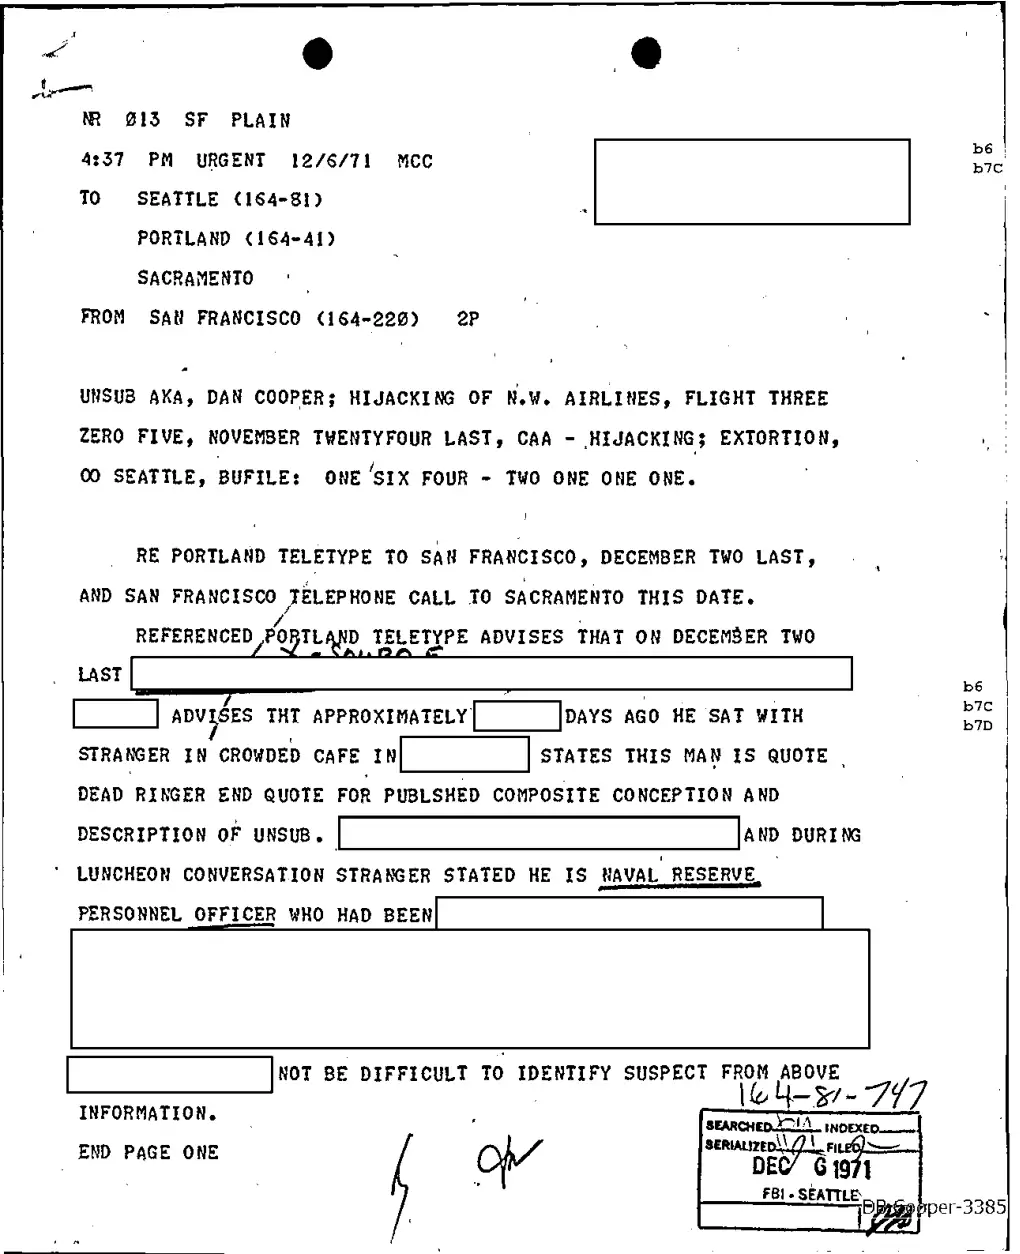 NR 013 SF PLAIN
4:37 PM URGENT 12/6/71 MCC
b6
b7C
TO SEATTLE (164-81)
PORTLAND (164-41)
SACRAMENTO
FROM SAN FRANCISCO (164-220) 2P
UNSUB AKA, DAN COOPER; HIJACKING OF N.W. AIRLINES, FLIGHT THREE
ZERO FIVE, NOVEMBER TWENTYFOUR LAST, CAA - HIJACKING; EXTORTION,
OO SEATTLE, BUFILE: ONE SIX FOUR - TWO ONE ONE ONE.
RE PORTLAND TELETYPE TO SAN FRANCISCO, DECEMBER TWO LAST,
AND SAN FRANCISCO TELEPHONE CALL TO SACRAMENTO THIS DATE.
REFERENCED PORTLAND TELETYPE ADVISES THAT ON DECEMBER TWO
LAST
b6
b7C
b7D
ADVISES THT APPROXIMATELY DAYS AGO HE SAT WITH
STRANGER IN CROWDED CAFE IN STATES THIS MAN IS QUOTE
DEAD RINGER END QUOTE FOR PUBLSHED COMPOSITE CONCEPTION AND
DESCRIPTION OF UNSUB. AND DURING
LUNCHEON CONVERSATION STRANGER STATED HE IS NAVAL RESERVE
PERSONNEL OFFICER WHO HAD BEEN
NOT BE DIFFICULT TO IDENTIFY SUSPECT FROM ABOVE
INFORMATION.
END PAGE ONE
164-81-747
SEARCHED INDEXED
SERIALIZED FILED
DEC 6 1971
FBI - SEATTLE
DB Cooper-3385